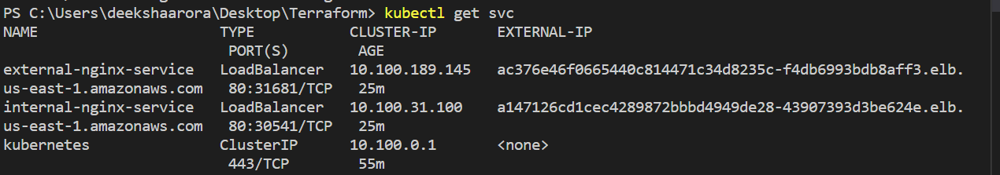 PS C:\Users\deekshaarora\Desktop\Terraform> kubectl get svc
NAME                     TYPE           CLUSTER-IP       EXTERNAL-IP
                          PORT(S)        AGE
external-nginx-service   LoadBalancer   10.100.189.145   ac376e46f0665440c814471c34d8235c-f4db6993bdb8aff3.elb.
us-east-1.amazonaws.com   80:31681/TCP   25m
internal-nginx-service   LoadBalancer   10.100.31.100    a147126cd1cec4289872bbbd4949de28-43907393d3be624e.elb.
us-east-1.amazonaws.com   80:30541/TCP   25m
kubernetes               ClusterIP      10.100.0.1       <none>
                          443/TCP        55m